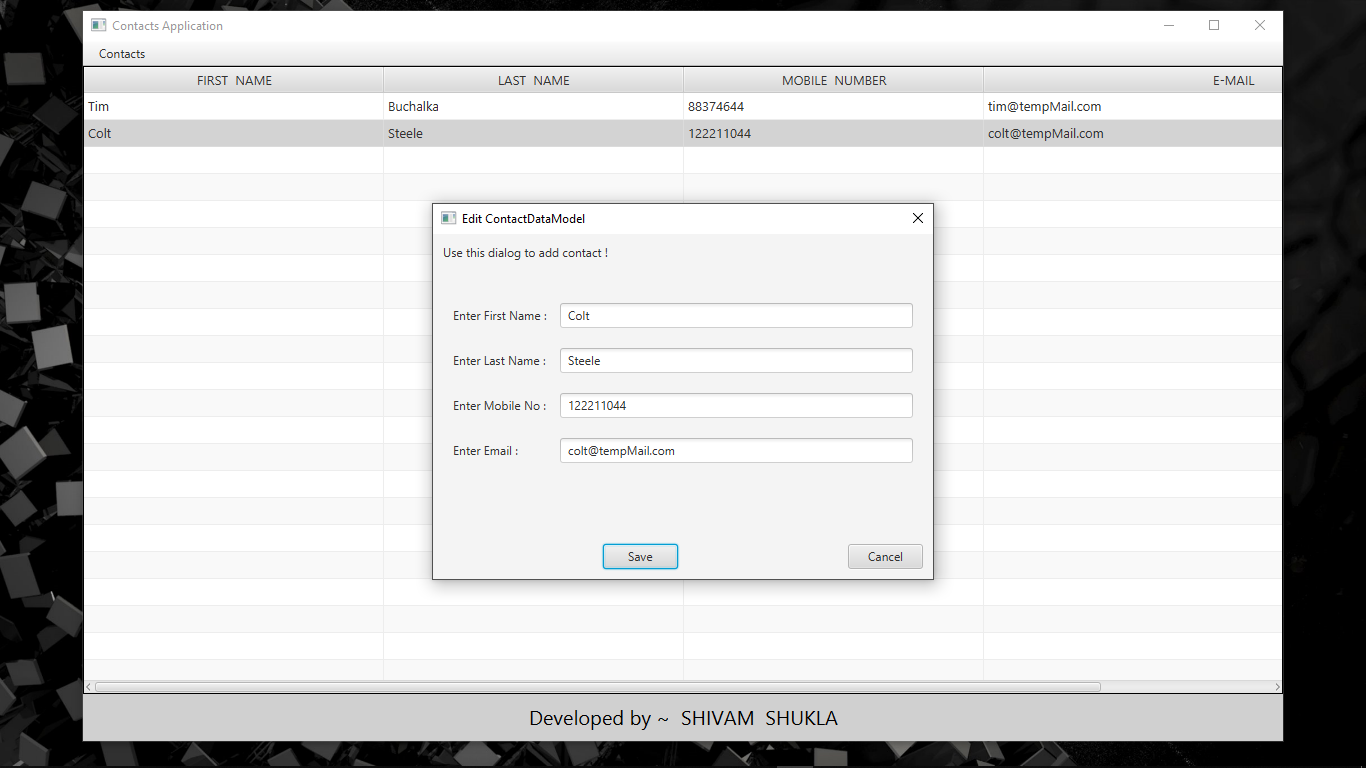 Contacts Application
Contacts
FIRST NAME LAST NAME MOBILE NUMBER E-MAIL
Tim Buchalka 88374644 tim@tempMail.com
Colt Steele 122211044 colt@tempMail.com
Edit ContactDataModel
Use this dialog to add contact !
Enter First Name : Colt
Enter Last Name : Steele
Enter Mobile No : 122211044
Enter Email : colt@tempMail.com
Save Cancel
Developed by ~ SHIVAM SHUKLA